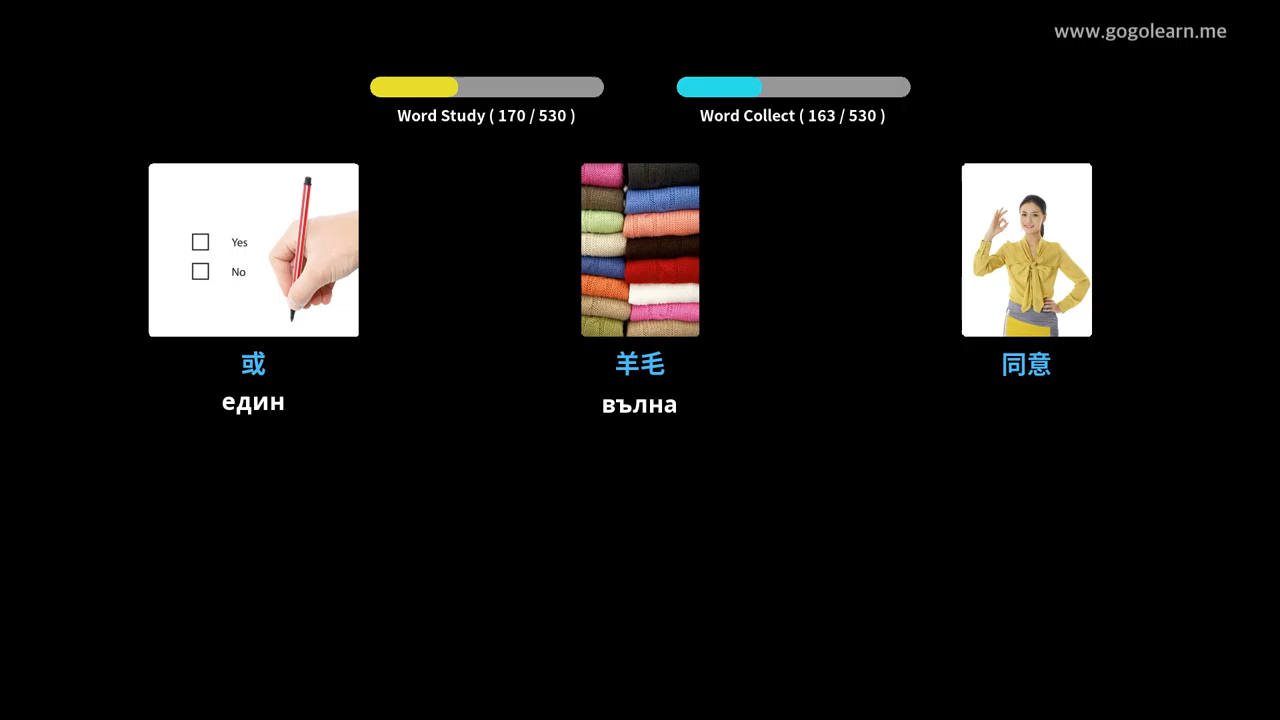 www.gogolearn.me
Word Study ( 170 / 530 )
Word Collect ( 163 / 530 )
Yes
No
或
един
羊毛
вълна
同意